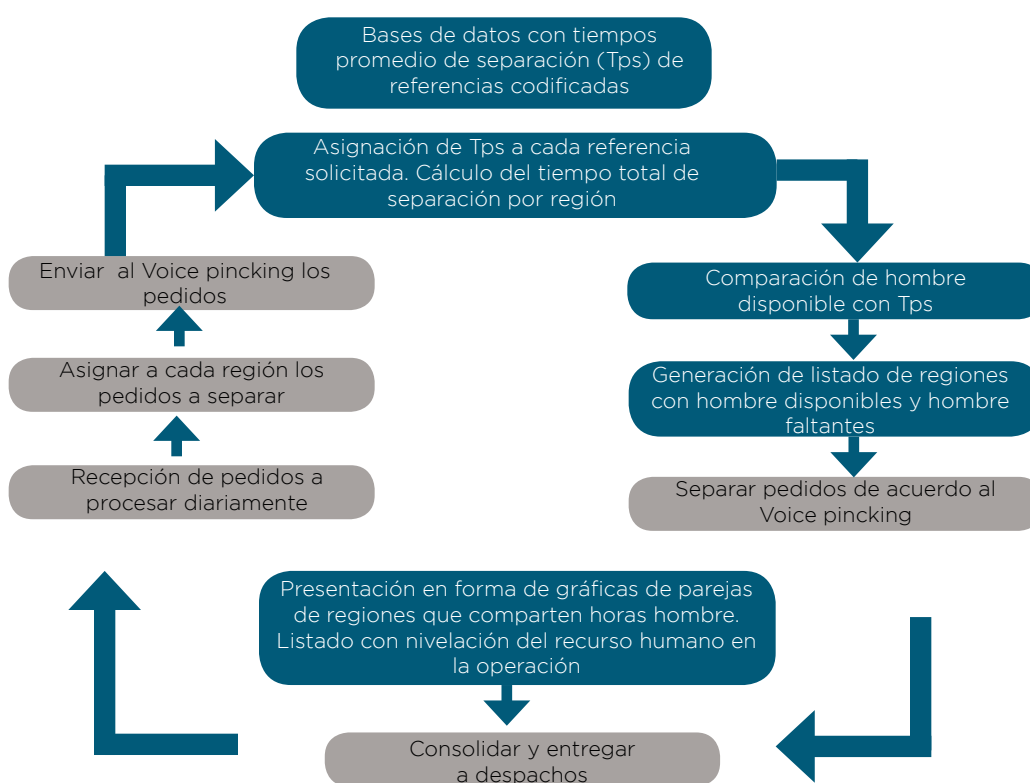 Bases de datos con tiempos
promedio de separación (Tps) de
referencias codificadas
Asignación de Tps a cada referencia
solicitada. Cálculo del tiempo total de
separación por región
Enviar al Voice pincking los
pedidos
Asignar a cada región los
pedidos a separar
Recepción de pedidos a
procesar diariamente
Comparación de hombre
disponible con Tps
Generación de listado de regiones
con hombre disponibles y hombre
faltantes
Separar pedidos de acuerdo al
Voice pincking
Presentación en forma de gráficas de parejas
de regiones que comparten horas hombre.
Listado con nivelación del recurso humano en
la operación
Consolidar y entregar
a despachos